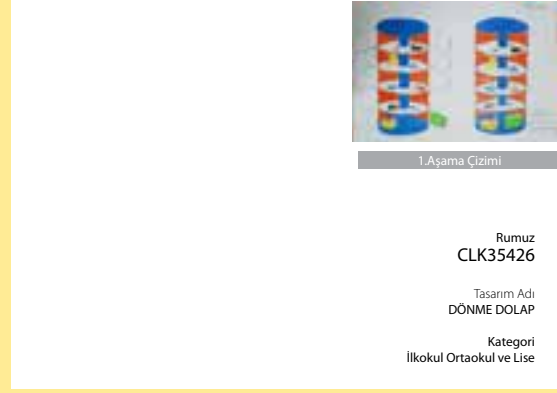 1.Aşama Çizimi
Rumuz
CLK35426
Tasarım Adı
DÖNME DOLAP
Kategori
İlkokul Ortaokul ve Lise